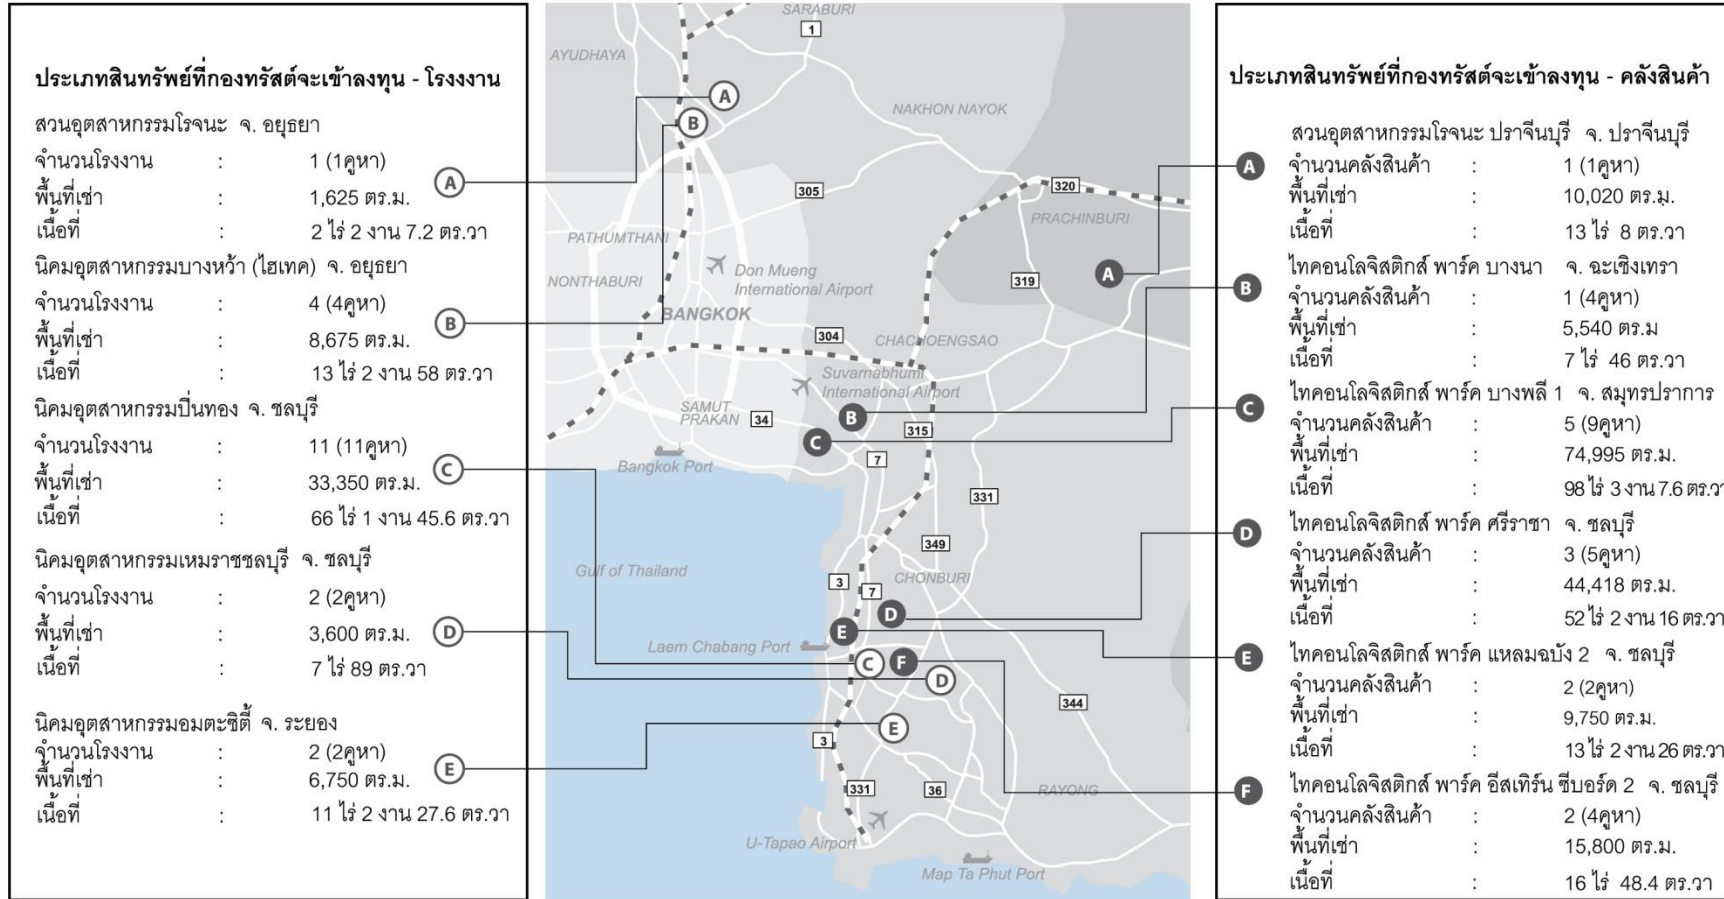 ประเภทสินทรัพย์ที่กองทรัสต์จะเข้าลงทุน - โรงงงาน
สวนอุตสาหกรรมโรจนะ จ. อยุธยา
จำนวนโรงงาน : 1 (1คูหา)
พื้นที่เช่า : 1,625 ตร.ม.
เนื้อที่ : 2 ไร่ 2 งาน 7.2 ตร.วา
A
นิคมอุตสาหกรรมบางหว้า (ไฮเทค) จ. อยุธยา
จำนวนโรงงาน : 4 (4คูหา)
พื้นที่เช่า : 8,675 ตร.ม.
เนื้อที่ : 13 ไร่ 2 งาน 58 ตร.วา
B
นิคมอุตสาหกรรมปิ่นทอง จ. ชลบุรี
จำนวนโรงงาน : 11 (11คูหา)
พื้นที่เช่า : 33,350 ตร.ม.
เนื้อที่ : 66 ไร่ 1 งาน 45.6 ตร.วา
C
นิคมอุตสาหกรรมเหมราชชลบุรี จ. ชลบุรี
จำนวนโรงงาน : 2 (2คูหา)
พื้นที่เช่า : 3,600 ตร.ม.
เนื้อที่ : 7 ไร่ 89 ตร.วา
D
นิคมอุตสาหกรรมอมตะซิตี้ จ. ระยอง
จำนวนโรงงาน : 2 (2คูหา)
พื้นที่เช่า : 6,750 ตร.ม.
เนื้อที่ : 11 ไร่ 2 งาน 27.6 ตร.วา
E
SARABURI
1
AYUDHAYA
A
B
NAKHON NAYOK
305
320
PRACHINBURI
PATHUMTHANI
Don Mueng
International Airport
NONTHABURI
A
319
BANGKOK
304
CHACHOENGSAO
Suvarnabhumi
International Airport
SAMUT
PRAKAN
34
B
315
C
7
Bangkok Port
331
349
Gulf of Thailand
3
7
CHONBURI
D
E
Laem Chabang Port
C
F
D
344
E
3
331
36
RAYONG
U-Tapao Airport
Map Ta Phut Port
ประเภทสินทรัพย์ที่กองทรัสต์จะเข้าลงทุน - คลังสินค้า
สวนอุตสาหกรรมโรจนะ ปราจีนบุรี จ. ปราจีนบุรี
A
จำนวนคลังสินค้า : 1 (1คูหา)
พื้นที่เช่า : 10,020 ตร.ม.
เนื้อที่ : 13 ไร่ 8 ตร.วา
ไทคอนโลจิสติกส์ พาร์ค บางนา จ. ฉะเชิงเทรา
B
จำนวนคลังสินค้า : 1 (4คูหา)
พื้นที่เช่า : 5,540 ตร.ม
เนื้อที่ : 7 ไร่ 46 ตร.วา
ไทคอนโลจิสติกส์ พาร์ค บางพลี 1 จ. สมุทรปราการ
C
จำนวนคลังสินค้า : 5 (9คูหา)
พื้นที่เช่า : 74,995 ตร.ม.
เนื้อที่ : 98 ไร่ 3 งาน 7.6 ตร.วา
ไทคอนโลจิสติกส์ พาร์ค ศรีราชา จ. ชลบุรี
D
จำนวนคลังสินค้า : 3 (5คูหา)
พื้นที่เช่า : 44,418 ตร.ม.
เนื้อที่ : 52 ไร่ 2 งาน 16 ตร.วา
ไทคอนโลจิสติกส์ พาร์ค แหลมฉบัง 2 จ. ชลบุรี
E
จำนวนคลังสินค้า : 2 (2คูหา)
พื้นที่เช่า : 9,750 ตร.ม.
เนื้อที่ : 13 ไร่ 2 งาน 26 ตร.วา
ไทคอนโลจิสติกส์ พาร์ค อีสเทิร์น ซีบอร์ด 2 จ. ชลบุรี
F
จำนวนคลังสินค้า : 2 (4คูหา)
พื้นที่เช่า : 15,800 ตร.ม.
เนื้อที่ : 16 ไร่ 48.4 ตร.วา